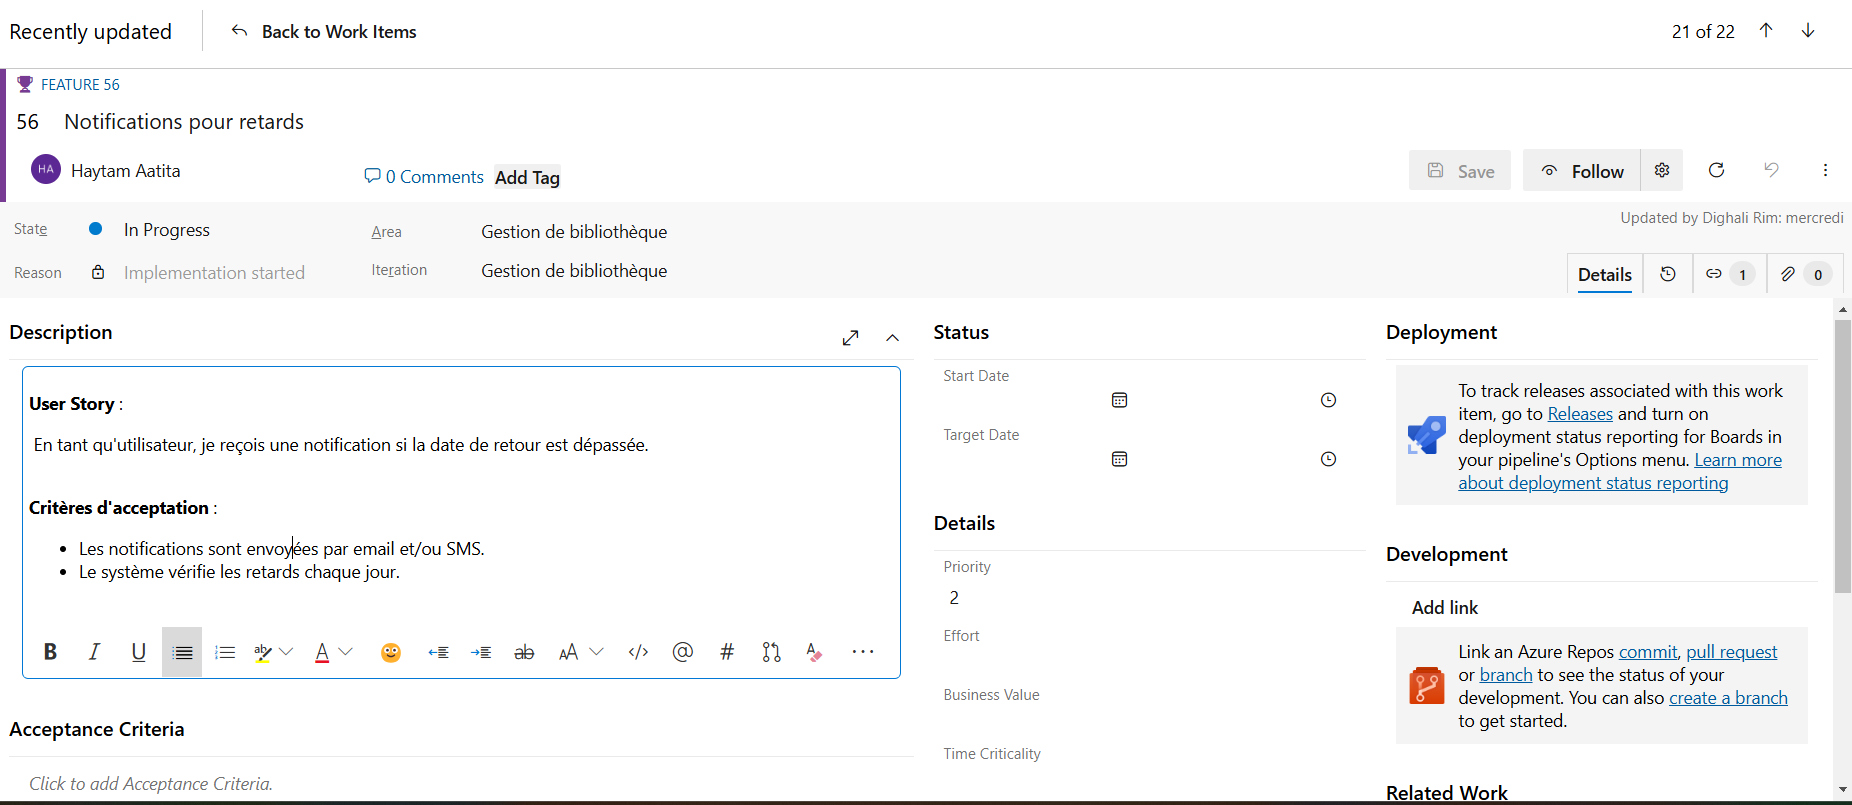 Recently updated
Back to Work Items
21 of 22
FEATURE 56
56 Notifications pour retards
HA Haytam Aatita
0 Comments Add Tag
Save
Follow
State In Progress
Area Gestion de bibliothèque
Updated by Dighali Rim: mercredi
Reason Implementation started
Iteration Gestion de bibliothèque
Details
1
0
Description
User Story :
En tant qu'utilisateur, je reçois une notification si la date de retour est dépassée.
Critères d'acceptation :
• Les notifications sont envoyées par email et/ou SMS.
• Le système vérifie les retards chaque jour.
B I U ab A ab AA </> @ # A ...
Acceptance Criteria
Click to add Acceptance Criteria.
Status
Start Date
Target Date
Details
Priority
2
Effort
Business Value
Time Criticality
Deployment
To track releases associated with this work
item, go to Releases and turn on
deployment status reporting for Boards in
your pipeline's Options menu. Learn more
about deployment status reporting
Development
Add link
Link an Azure Repos commit, pull request
or branch to see the status of your
development. You can also create a branch
to get started.
Related Work